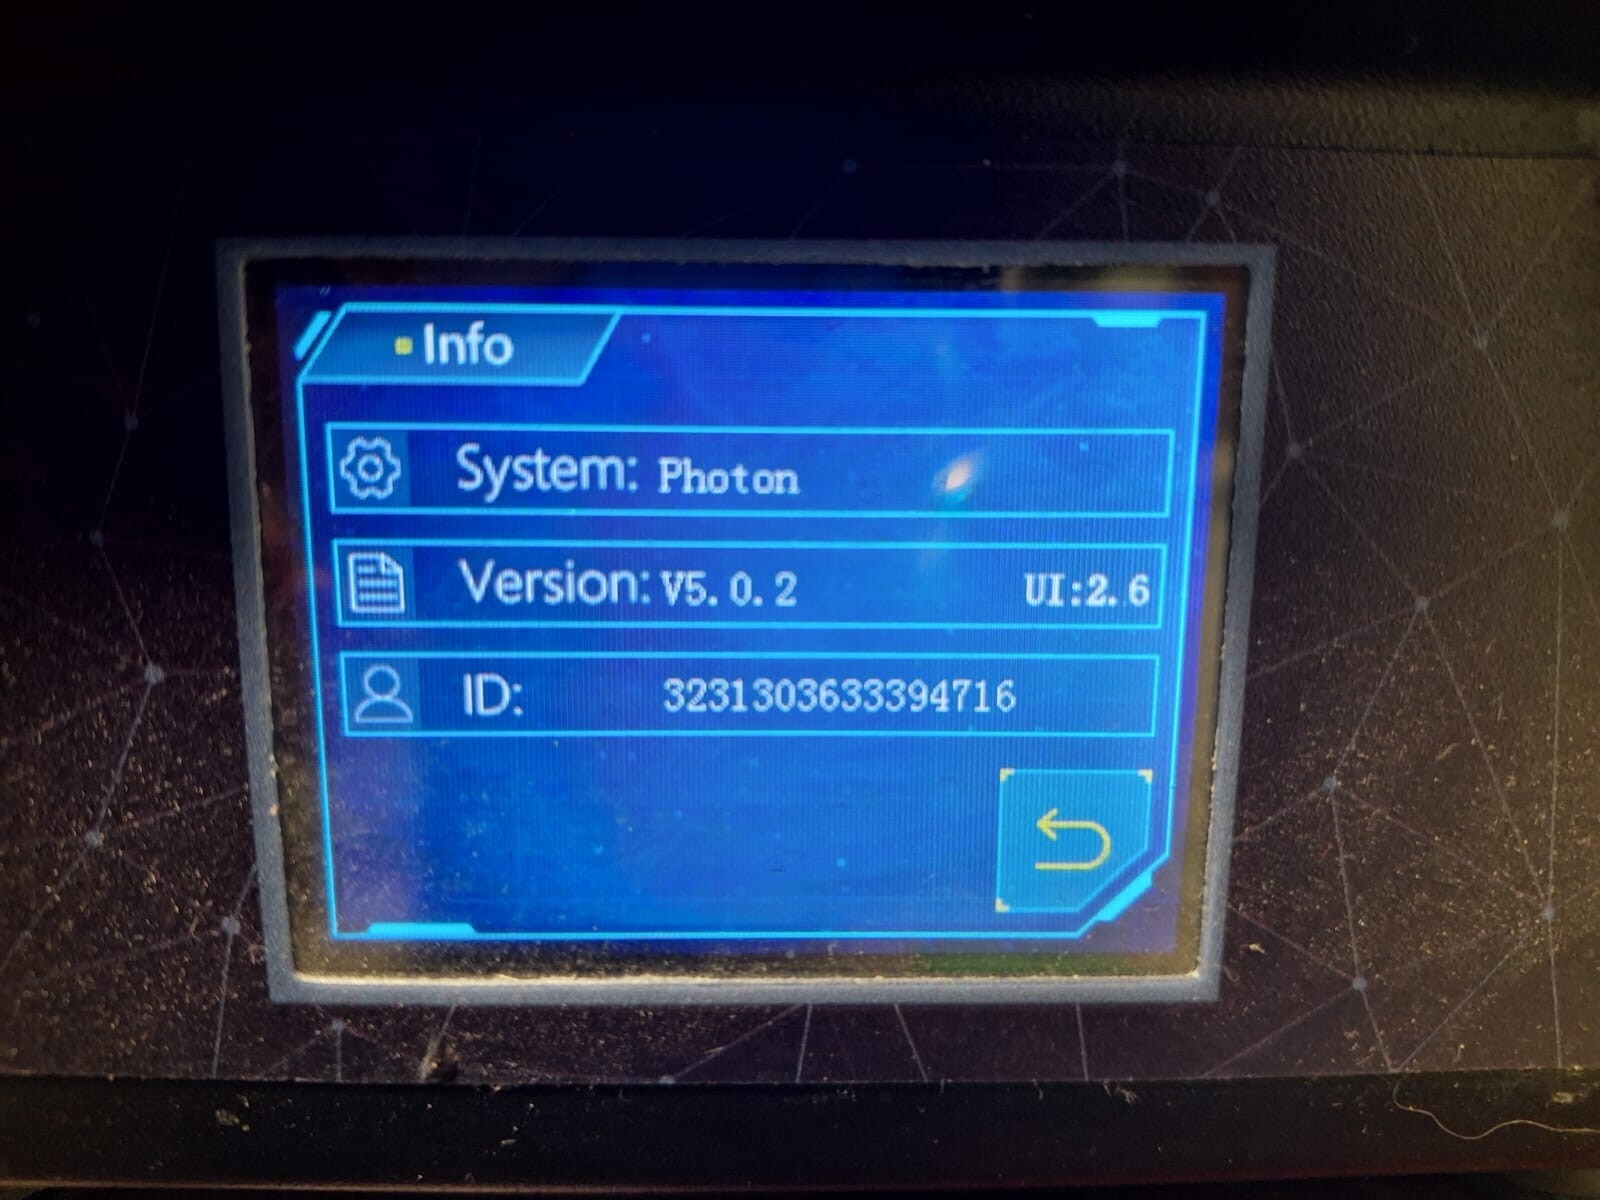 Info
System: Photon
Version: V5.0.2 UI:2.6
ID: 3231303633394716